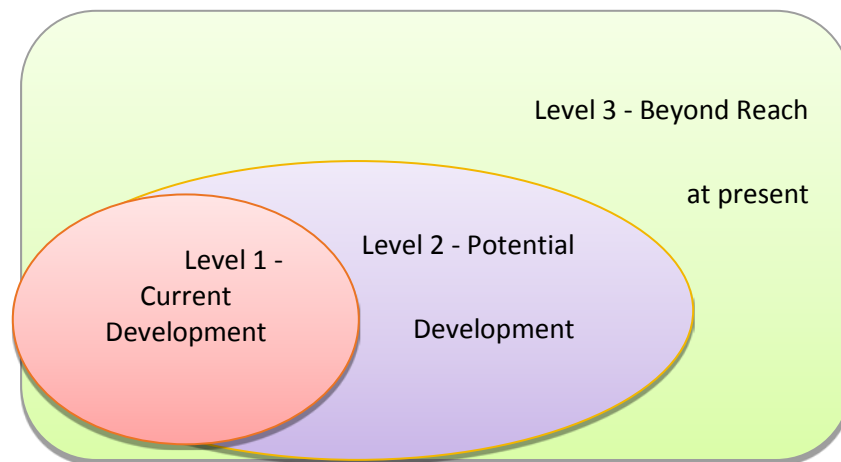 Level 3 - Beyond Reach
at present
Level 2 - Potential
Development
Level 1 -
Current
Development